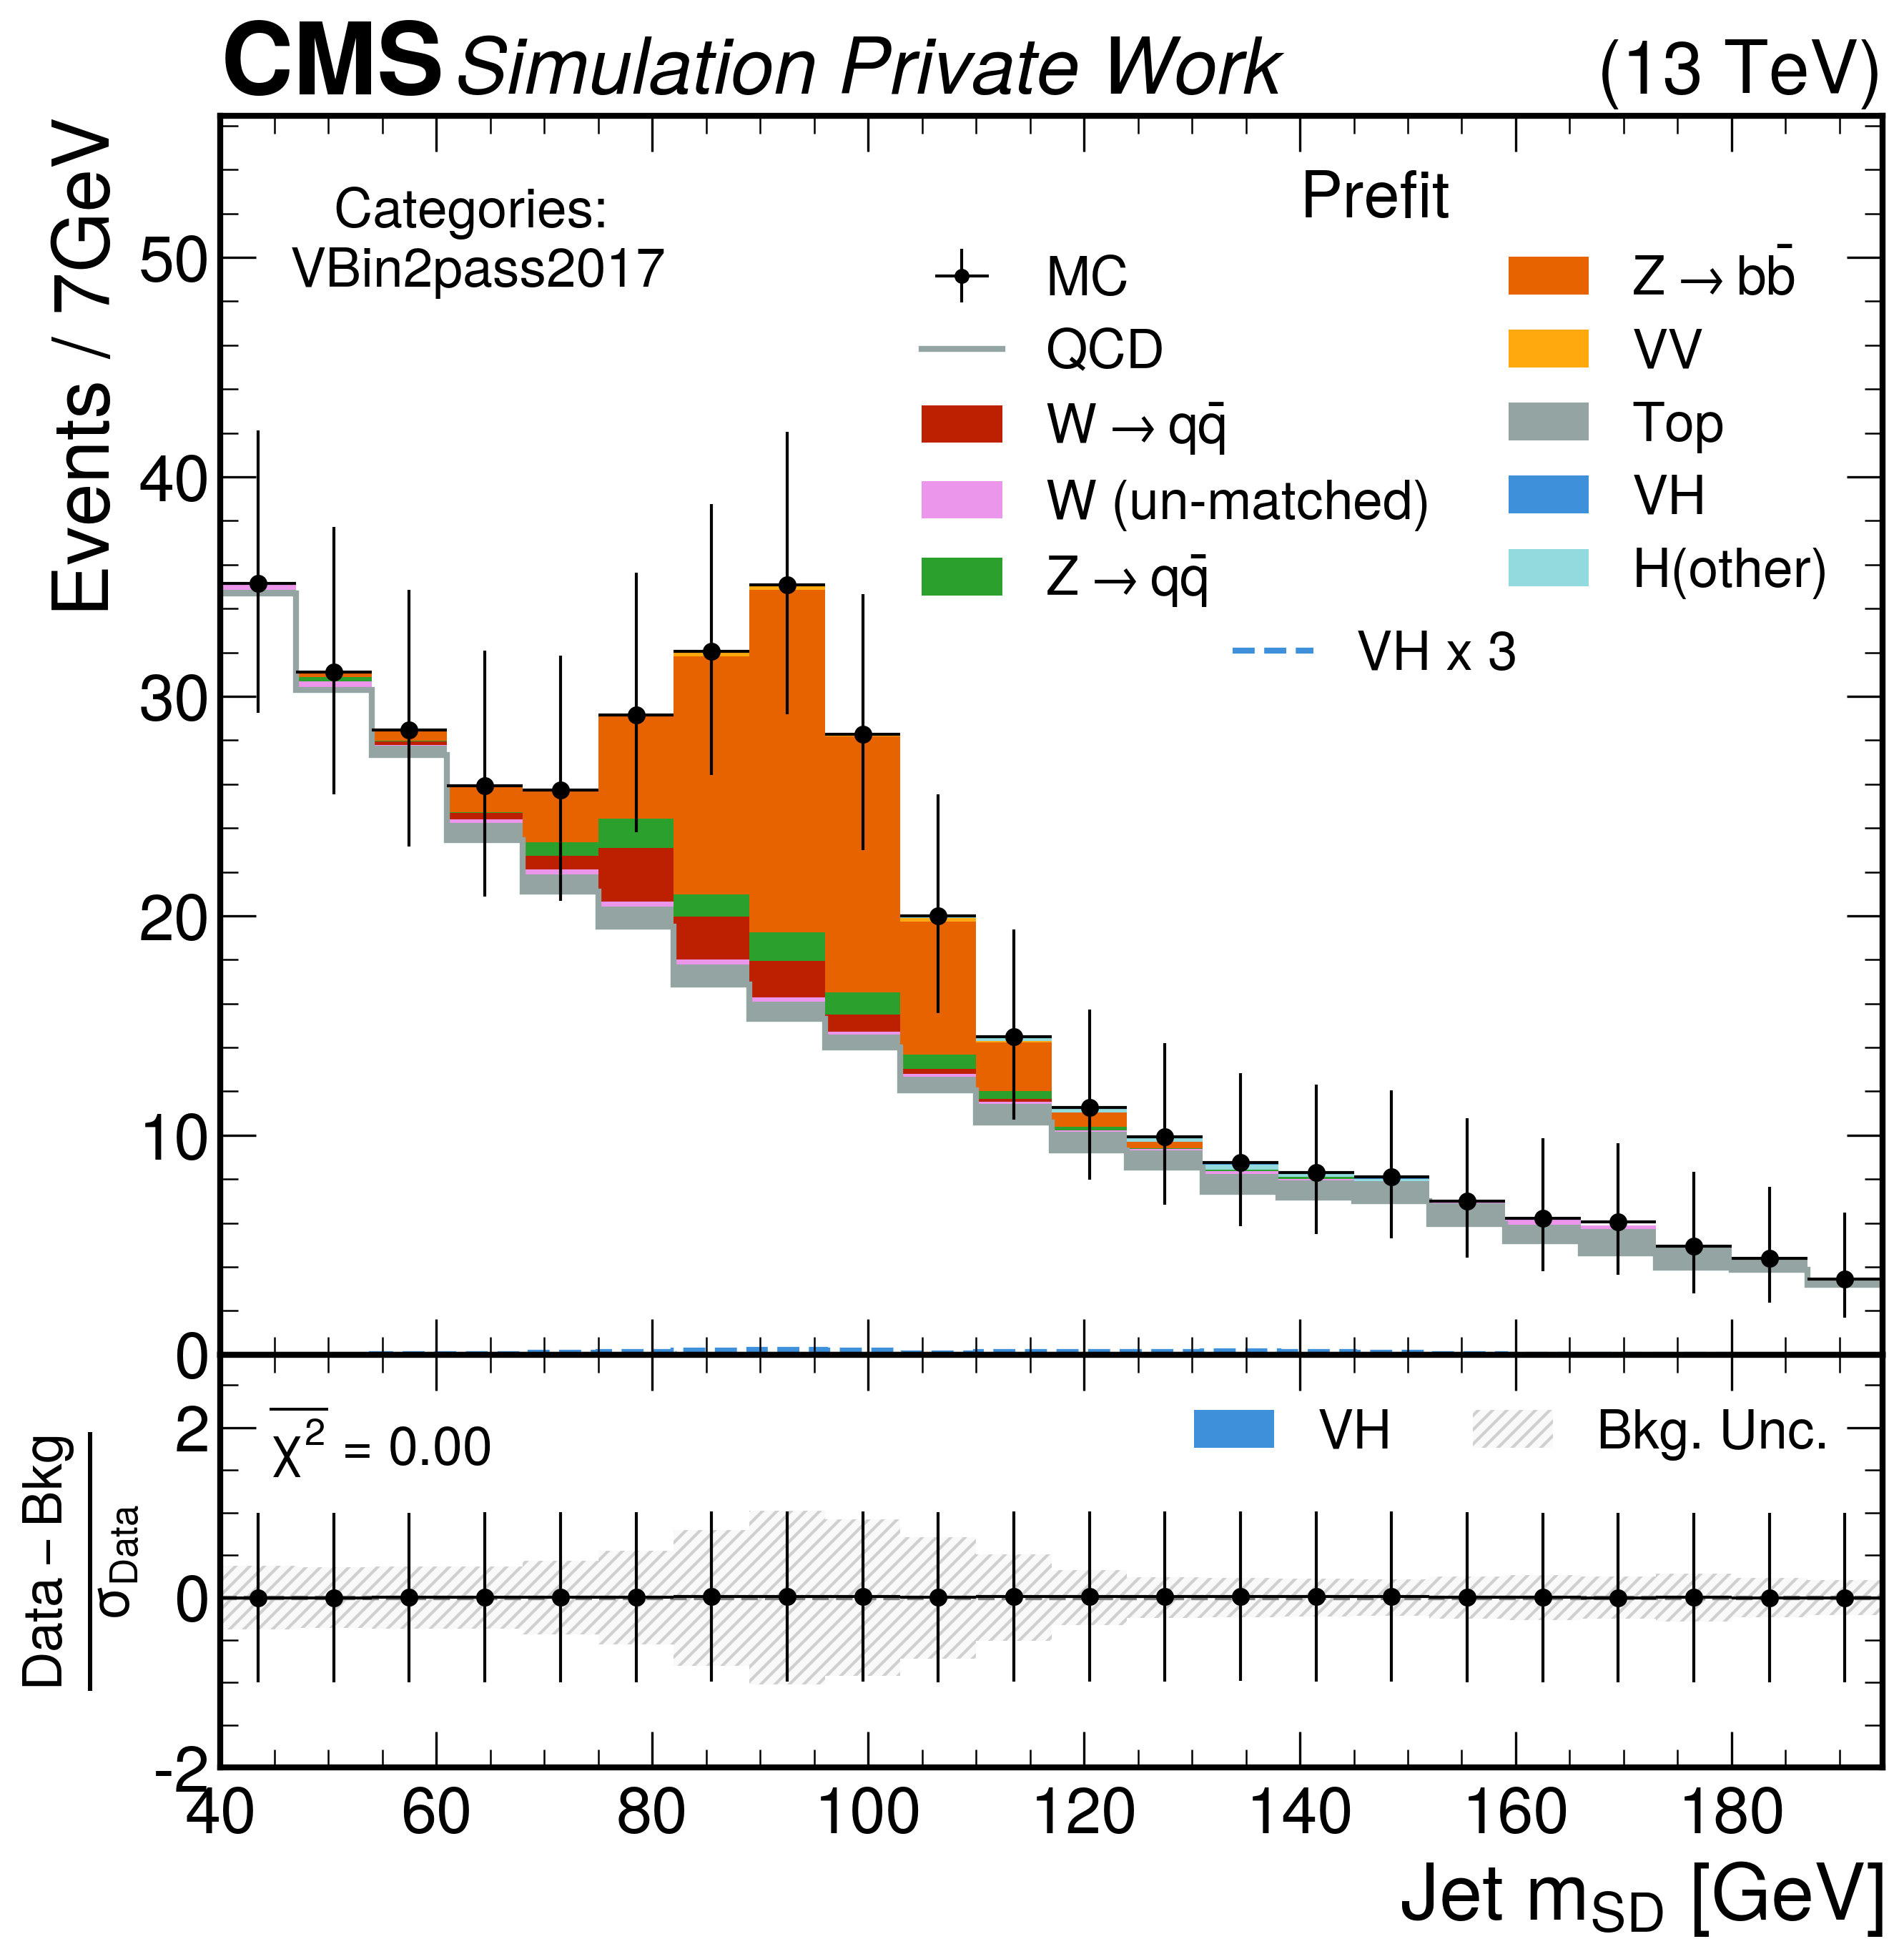 CMS Simulation Private Work (13 TeV)
Events / 7GeV
Categories:
VBin2pass2017
Prefit
MC
QCD
W → qq̄
W (un-matched)
Z → qq̄
Z → bb̄
VV
Top
VH
H(other)
VH x 3
50
40
30
20
10
0
Data − Bkg
σData
χ² = 0.00
VH
Bkg. Unc.
2
0
-2
40 60 80 100 120 140 160 180
Jet mSD [GeV]